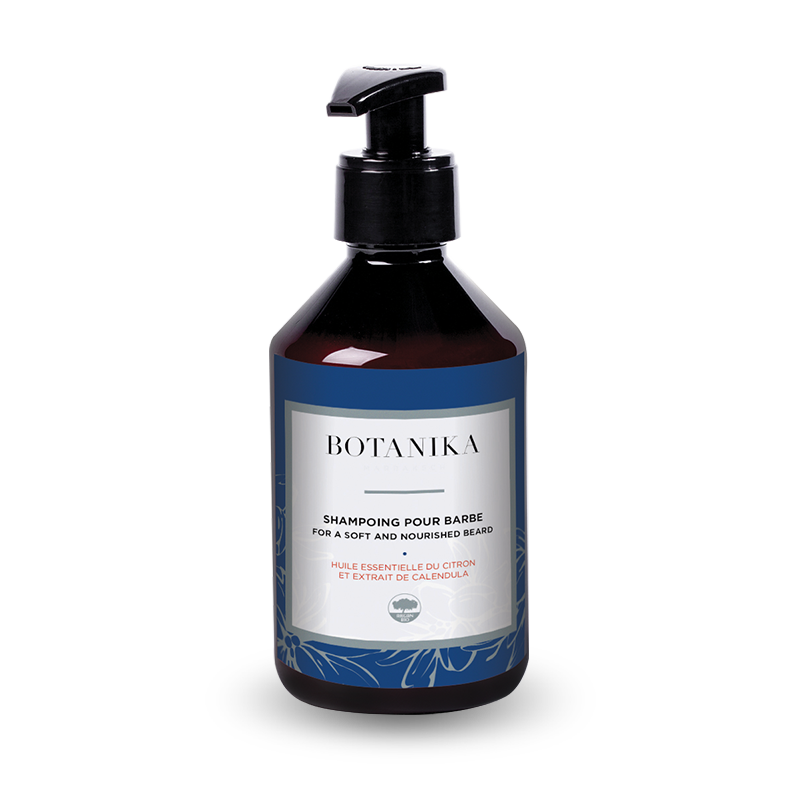 BOTANIKA
SHAMPOING POUR BARBE
FOR A SOFT AND NOURISHED BEARD
HUILE ESSENTIELLE DU CITRON
ET EXTRAIT DE CALENDULA